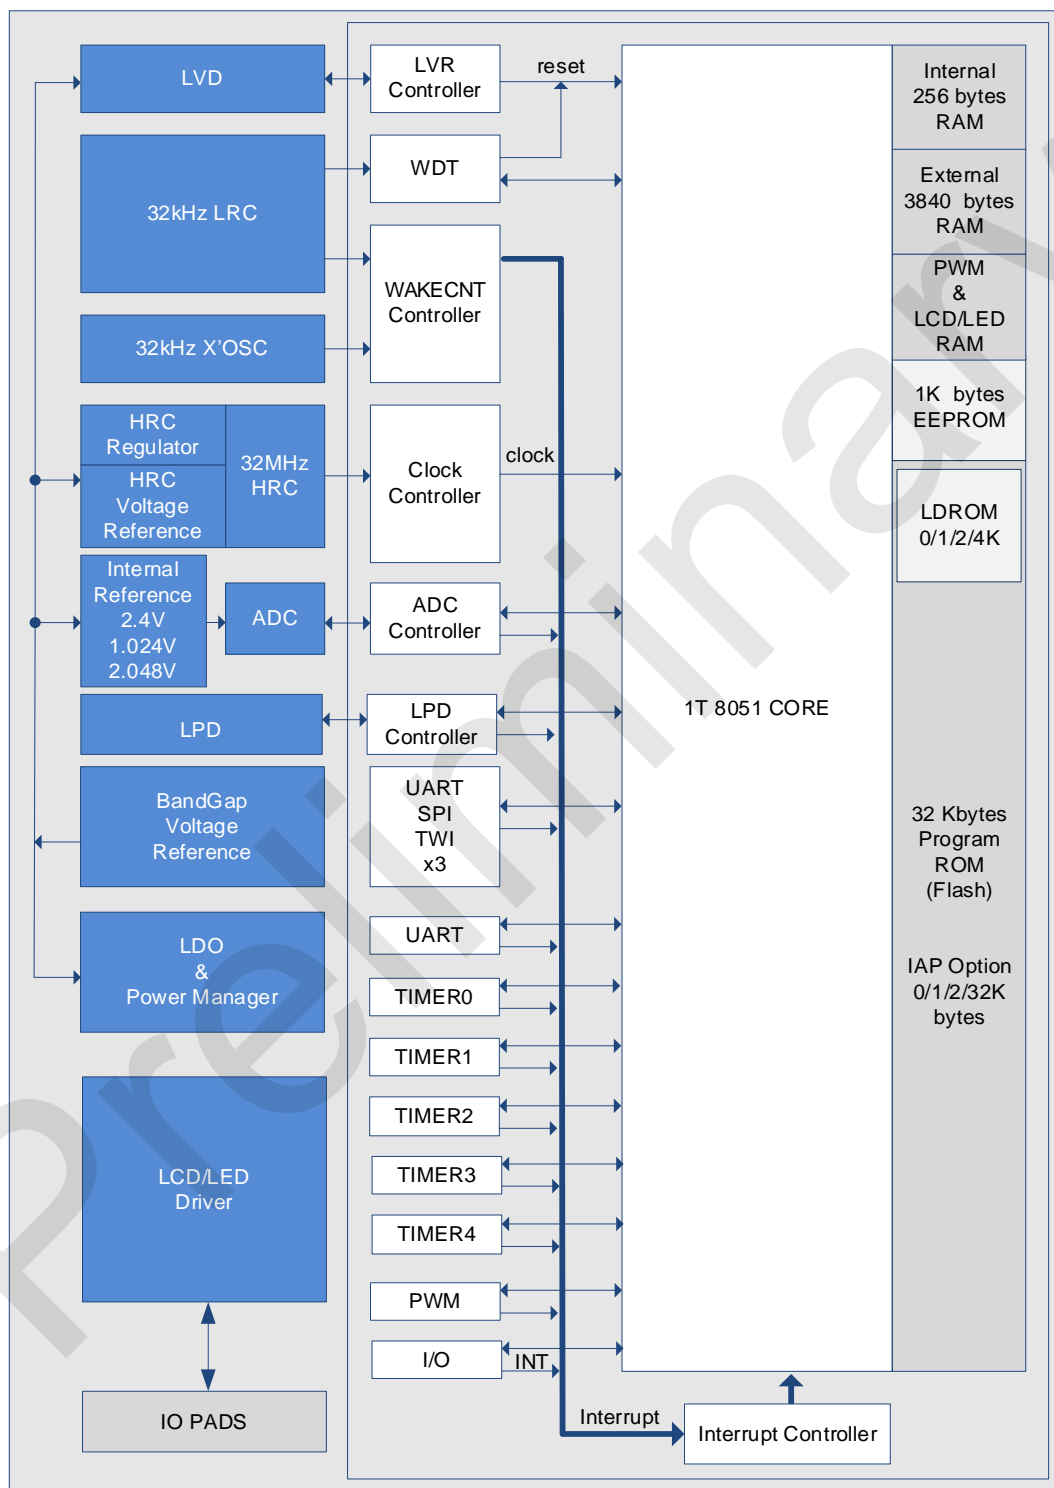 LVD
LVR
Controller
reset
Internal
256 bytes
RAM
32kHz LRC
WDT
External
3840 bytes
RAM
WAKECNT
Controller
PWM
&
LCD/LED
RAM
32kHz X'OSC
1K bytes
EEPROM
HRC
Regulator
HRC
Voltage
Reference
32MHz
HRC
Clock
Controller
clock
LDROM
0/1/2/4K
Internal
Reference
2.4V
1.024V
2.048V
ADC
ADC
Controller
LPD
LPD
Controller
1T 8051 CORE
BandGap
Voltage
Reference
UART
SPI
TWI
x3
32 Kbytes
Program
ROM
(Flash)
LDO
&
Power Manager
UART
IAP Option
0/1/2/32K
bytes
TIMER0
TIMER1
TIMER2
LCD/LED
Driver
TIMER3
TIMER4
PWM
I/O
INT
IO PADS
Interrupt
Interrupt Controller
Preliminary